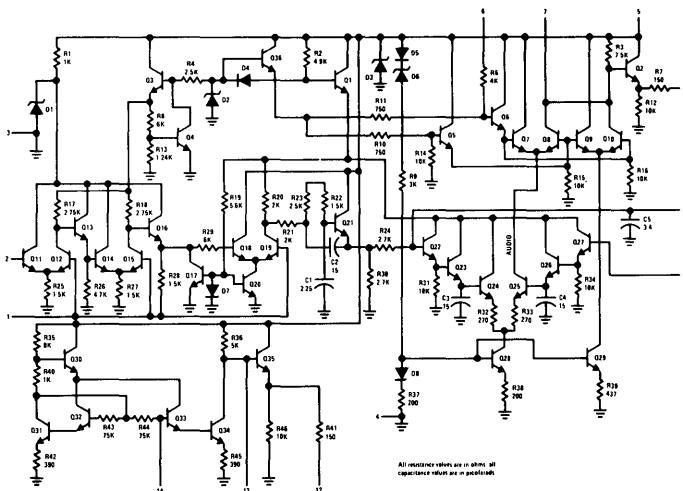 6
7
5
R1
1K
R4
2 5K
Q36
R2
4 9K
D5
D6
R6
4K
R3
7 5K
Q2
R7
150
Q3
D4
Q1
D3
R12
10K
D1
D2
R11
750
Q6
R8
6K
Q4
3
R13
1 24K
R10
750
Q5
Q7
Q8
Q9
Q10
R14
10K
R9
3K
R15
10K
R16
10K
R17
2 75K
Q13
R18
2 75K
Q16
R19
5 6K
R20
2K
R23
2 5K
R22
1 5K
R21
2K
Q21
C5
3 4
2
Q11
Q12
Q14
Q15
R29
6K
Q18
Q19
C2
15
R24
2 7K
Q22
Q27
Q23
AUDIO
Q26
R25
1 5K
R26
4 7K
R27
1 5K
R28
1 5K
Q17
D7
Q20
C1
2 25
R30
2 7K
R31
18K
Q24
Q25
R34
18K
C3
15
C4
15
R32
270
R33
270
1
R35
8K
Q30
R36
5K
Q35
Q28
Q29
R40
1K
D8
Q31
Q32
R43
75K
R44
75K
Q33
Q34
R37
200
R38
200
R39
437
4
R46
10K
R41
150
R42
390
R45
390
All resistance values are in ohms all
capacitance values are in picofarads
14
13
12